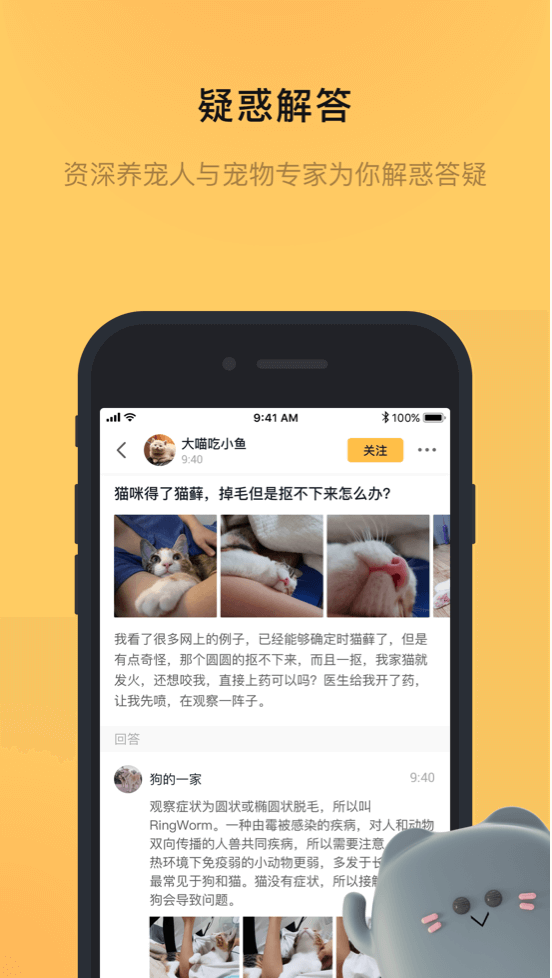 疑惑解答
资深养宠人与宠物专家为你解惑答疑
9:41 AM
100%
大喵吃小鱼
9:40
关注
猫咪得了猫藓，掉毛但是抠不下来怎么办?
我看了很多网上的例子，已经能够确定时猫藓了，但是
有点奇怪，那个圆圆的抠不下来，而且一抠，我家猫就
发火，还想咬我，直接上药可以吗？医生给我开了药，
让我先喷，在观察一阵子。
回答
狗的一家
9:40
观察症状为圆状或椭圆状脱毛，所以叫
RingWorm。一种由霉被感染的疾病，对人和动物
双向传播的人兽共同疾病，所以需要注意
热环境下免疫弱的小动物更弱，多发于长
最常见于狗和猫。猫没有症状，所以接触
狗会导致问题。